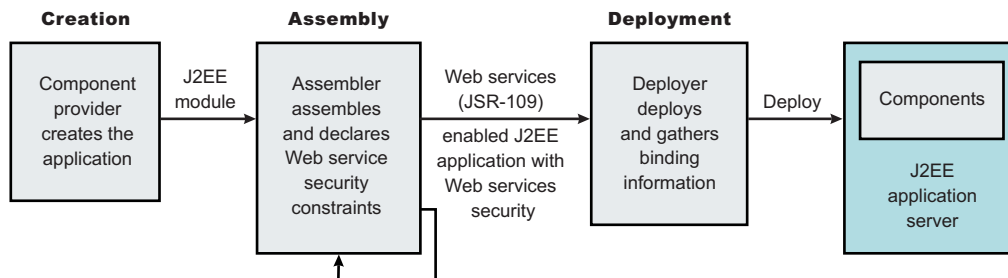 Creation
Assembly
Deployment
Component
provider
creates the
application
J2EE
module
Assembler
assembles
and declares
Web service
security
constraints
Web services
(JSR-109)
enabled J2EE
application with
Web services
security
Deployer
deploys
and gathers
binding
information
Deploy
Components
J2EE
application
server